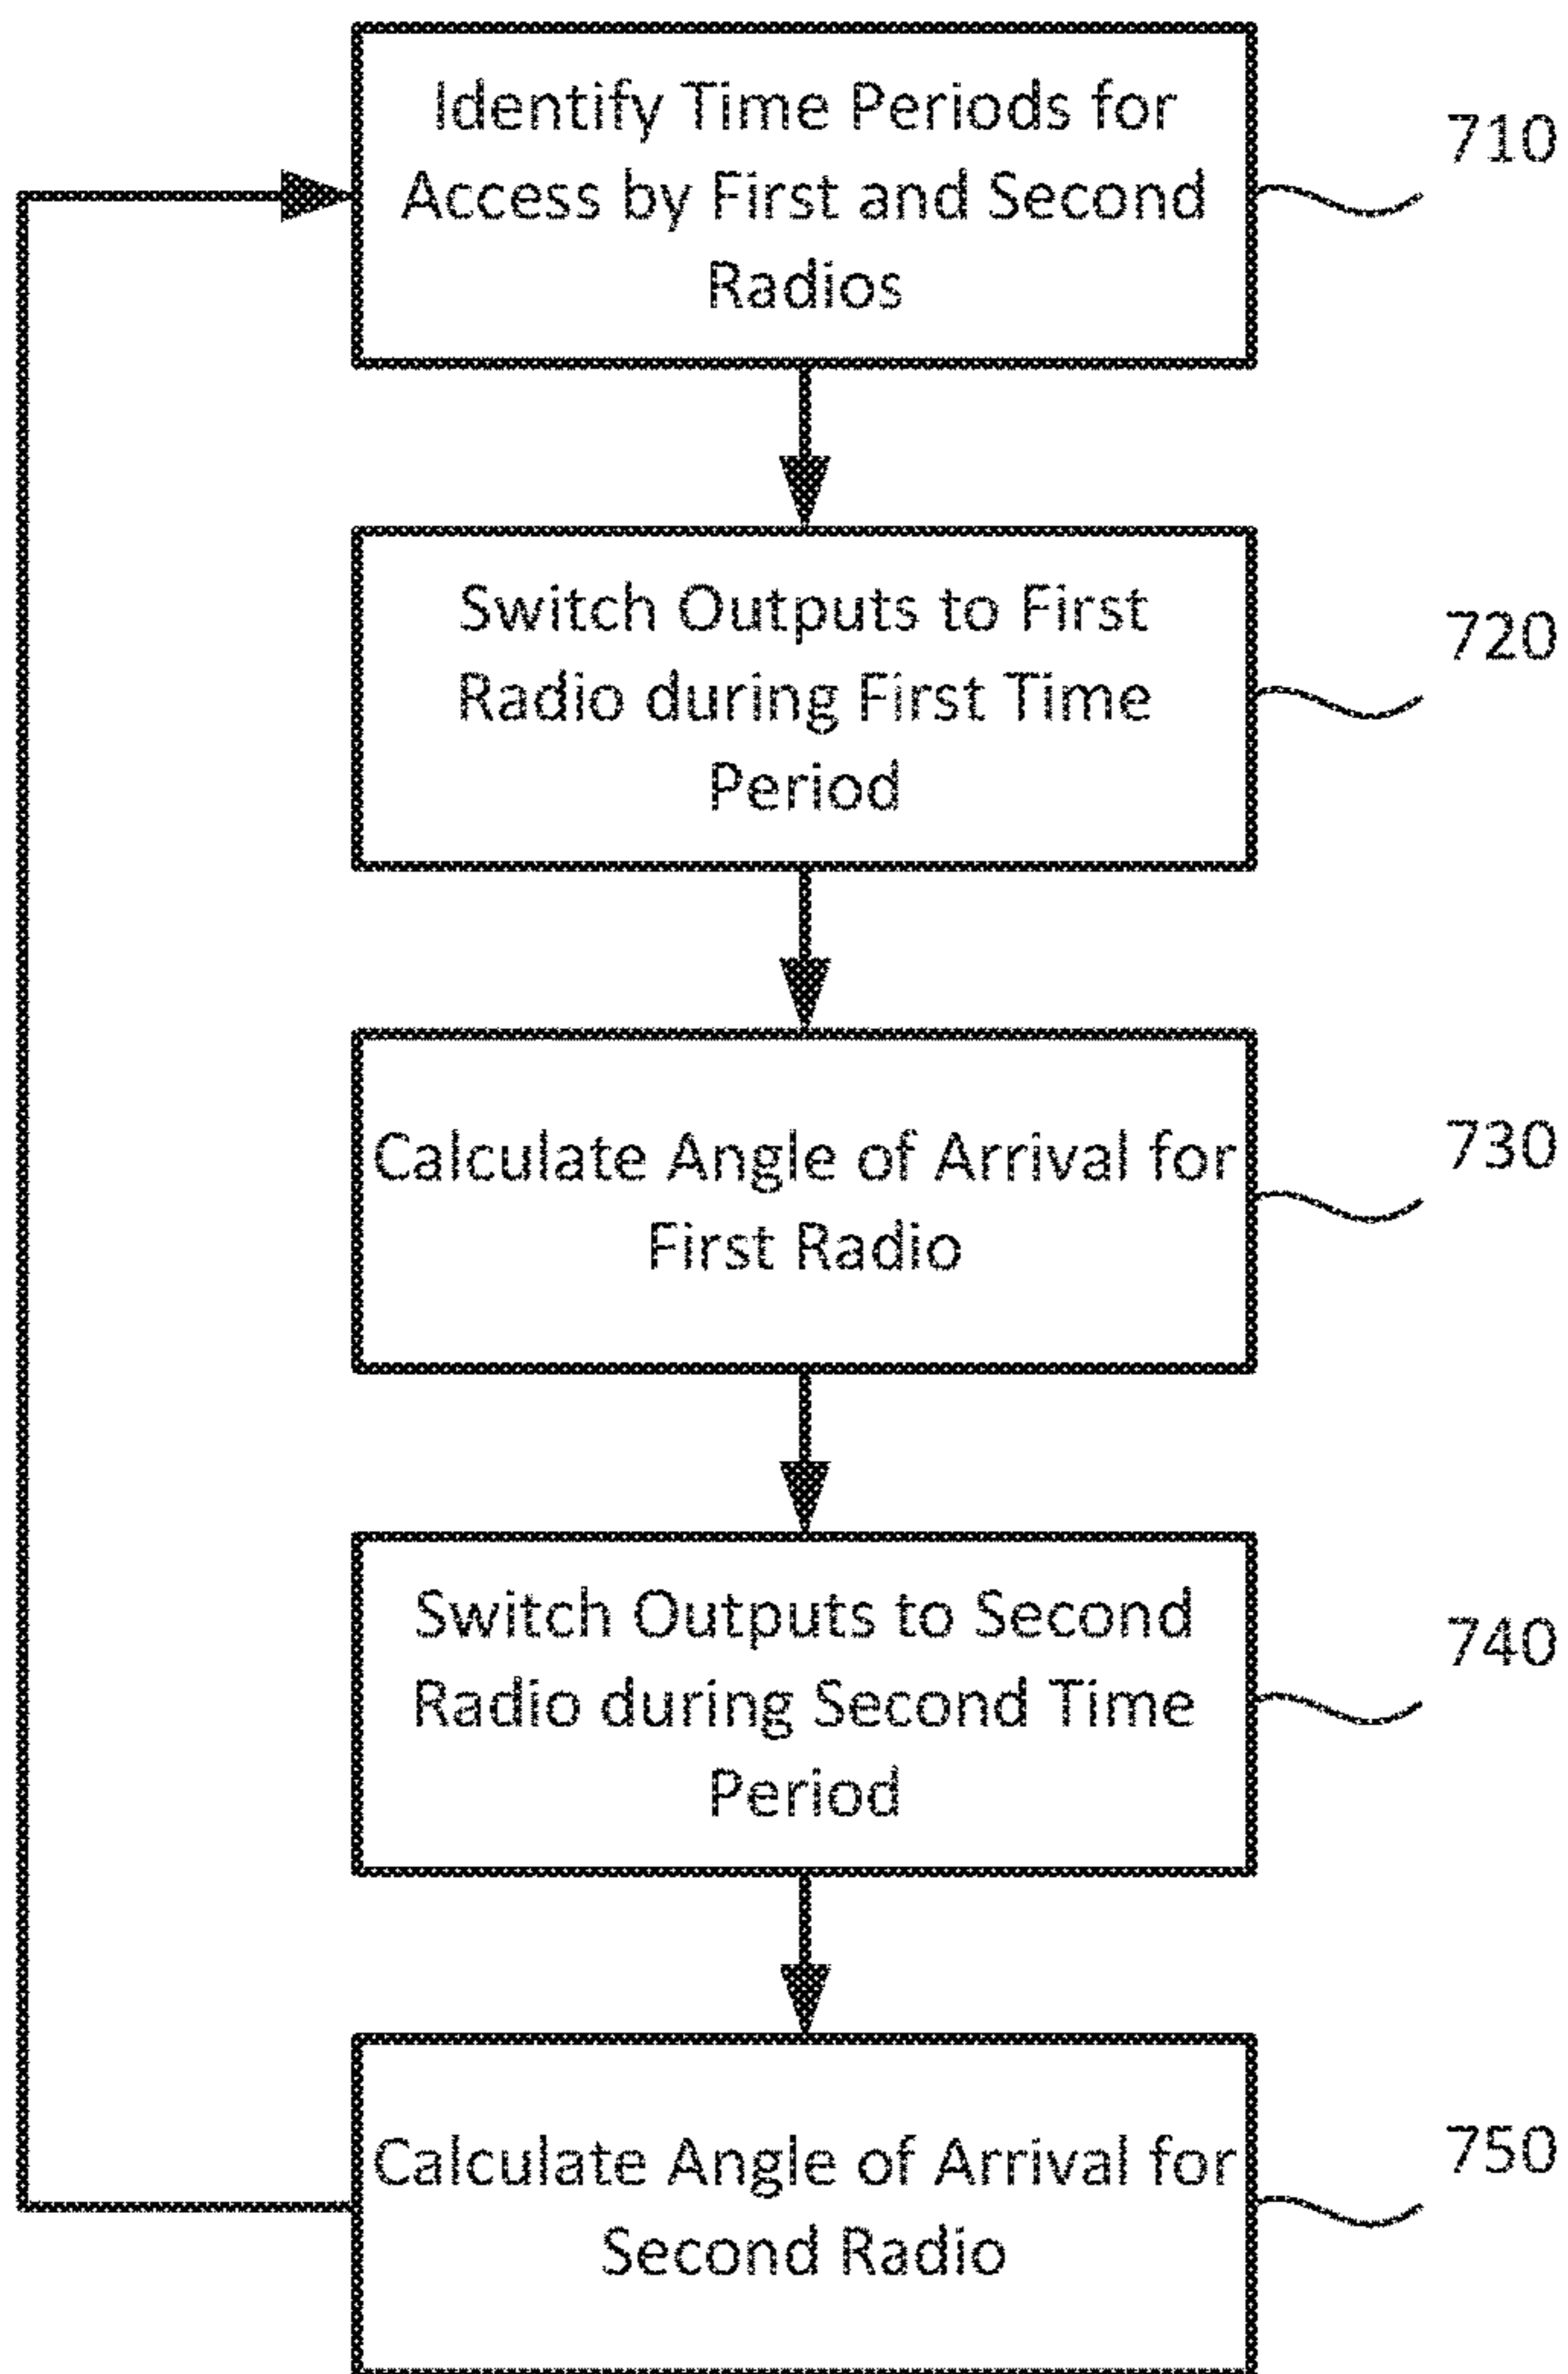 Identify Time Periods for
Access by First and Second
Radios
710
Switch Outputs to First
Radio during First Time
Period
720
Calculate Angle of Arrival for
First Radio
730
Switch Outputs to Second
Radio during Second Time
Period
740
Calculate Angle of Arrival for
Second Radio
750